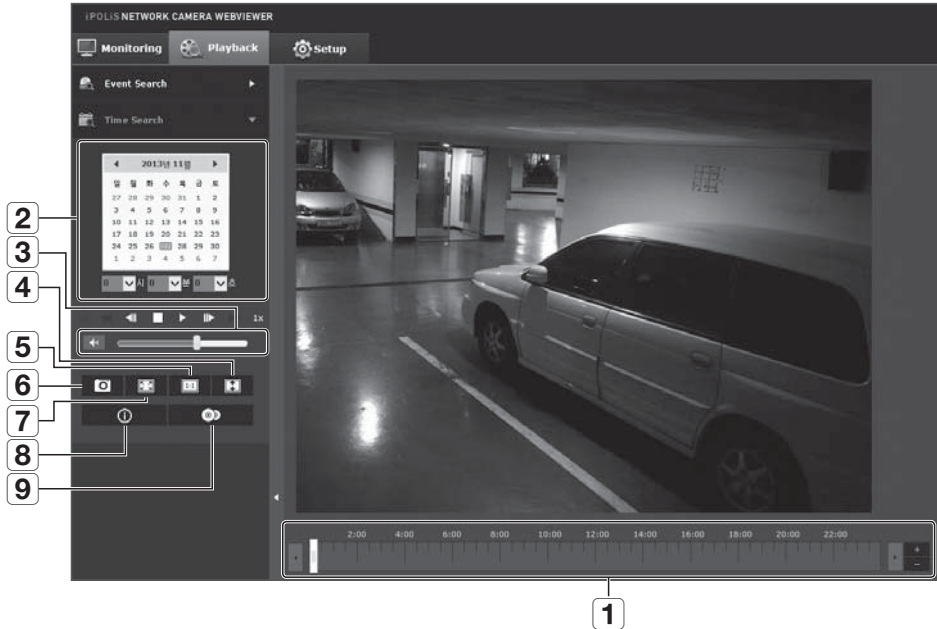 iPOLiS NETWORK CAMERA WEBVIEWER
Monitoring Playback Setup
Event Search
Time Search
2013년 11월
일 월 화 수 목 금 토
27 28 29 30 31 1 2
3 4 5 6 7 8 9
10 11 12 13 14 15 16
17 18 19 20 21 22 23
24 25 26 27 28 29 30
1 2 3 4 5 6 7
0 시 0 분 0 초
1x
1:1
2
3
4
5
6
7
8
9
2:00 4:00 6:00 8:00 10:00 12:00 14:00 16:00 18:00 20:00 22:00
+
-
1